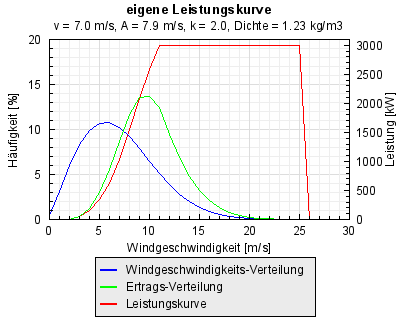 eigene Leistungskurve
v = 7.0 m/s, A = 7.9 m/s, k = 2.0, Dichte = 1.23 kg/m3
20
15
10
5
0
Häufigkeit [%]
3000
2500
2000
1500
1000
500
0
Leistung [kW]
0 5 10 15 20 25 30
Windgeschwindigkeit [m/s]
Windgeschwindigkeits-Verteilung
Ertrags-Verteilung
Leistungskurve